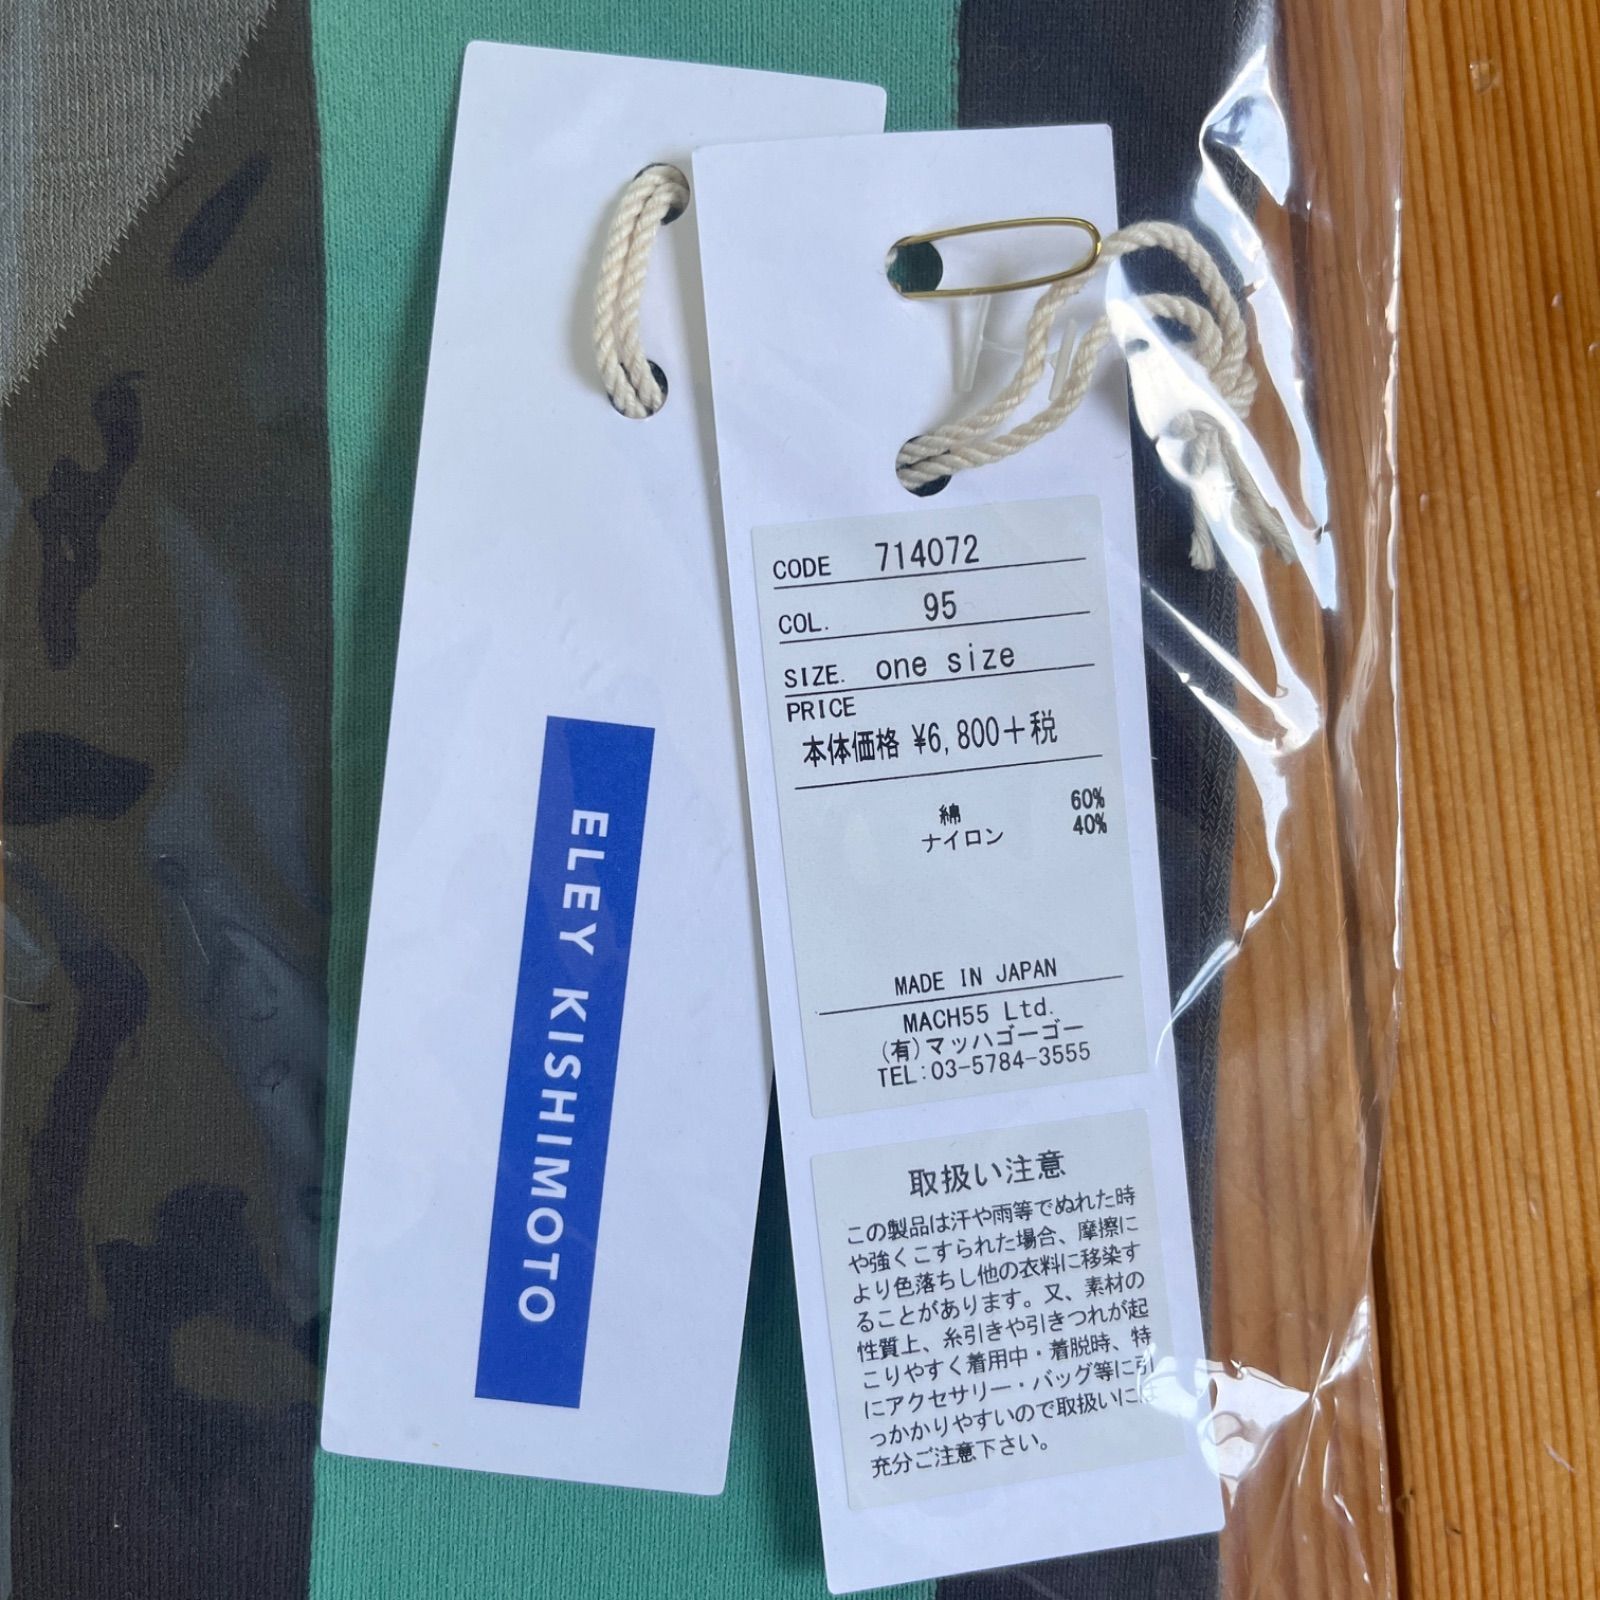 ELEY KISHIMOTO
CODE 714072
COL. 95
SIZE. one size
PRICE
本体価格 ¥6,800+税
綿 60%
ナイロン 40%
MADE IN JAPAN
MACH55 Ltd.
(有)マッハゴーゴー
TEL:03-5784-3555
取扱い注意
この製品は汗や雨等でぬれた時
や強くこすられた場合、摩擦に
より色落ちし他の衣料に移染す
ることがあります。又、素材の
性質上、糸引きや引きつれが起
こりやすく着用中・着脱時、特
にアクセサリー・バッグ等に引
っかかりやすいので取扱いには
充分ご注意下さい。